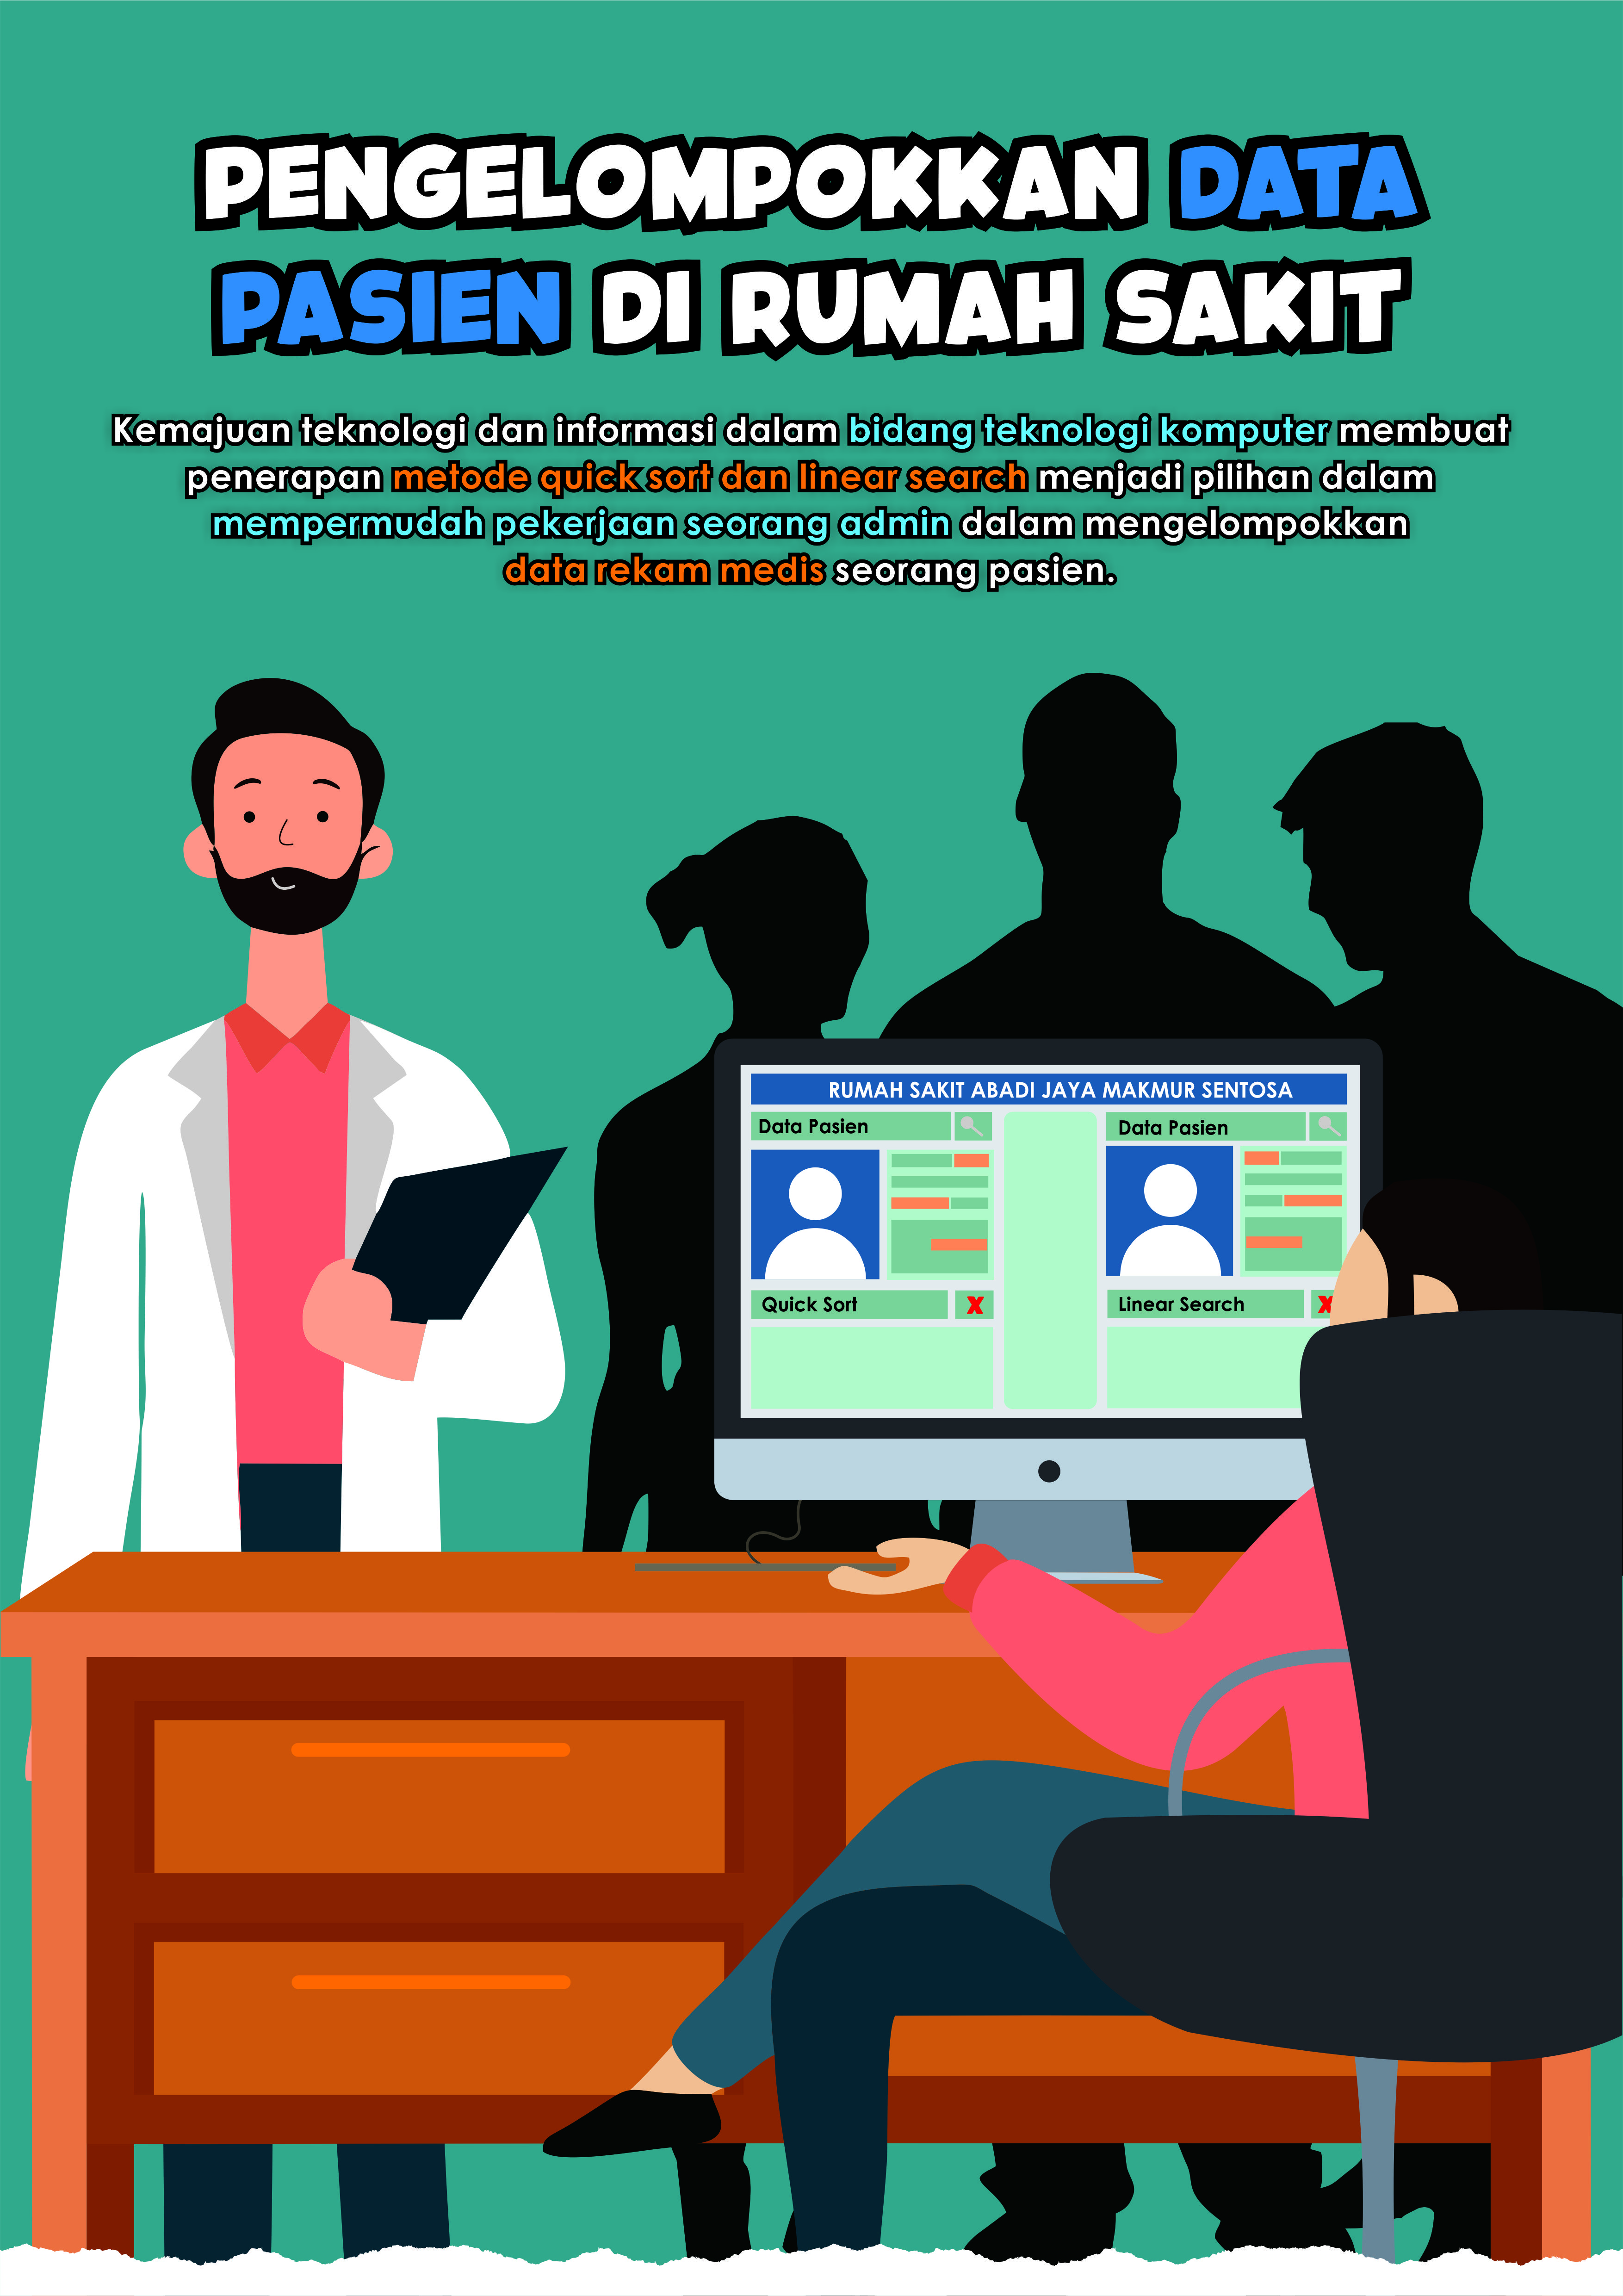 PENGELOMPOKKAN DATA
PASIEN DI RUMAH SAKIT
Kemajuan teknologi dan informasi dalam bidang teknologi komputer membuat
penerapan metode quick sort dan linear search menjadi pilihan dalam
mempermudah pekerjaan seorang admin dalam mengelompokkan
data rekam medis seorang pasien.
RUMAH SAKIT ABADI JAYA MAKMUR SENTOSA
Data Pasien
Data Pasien
Quick Sort X
Linear Search X